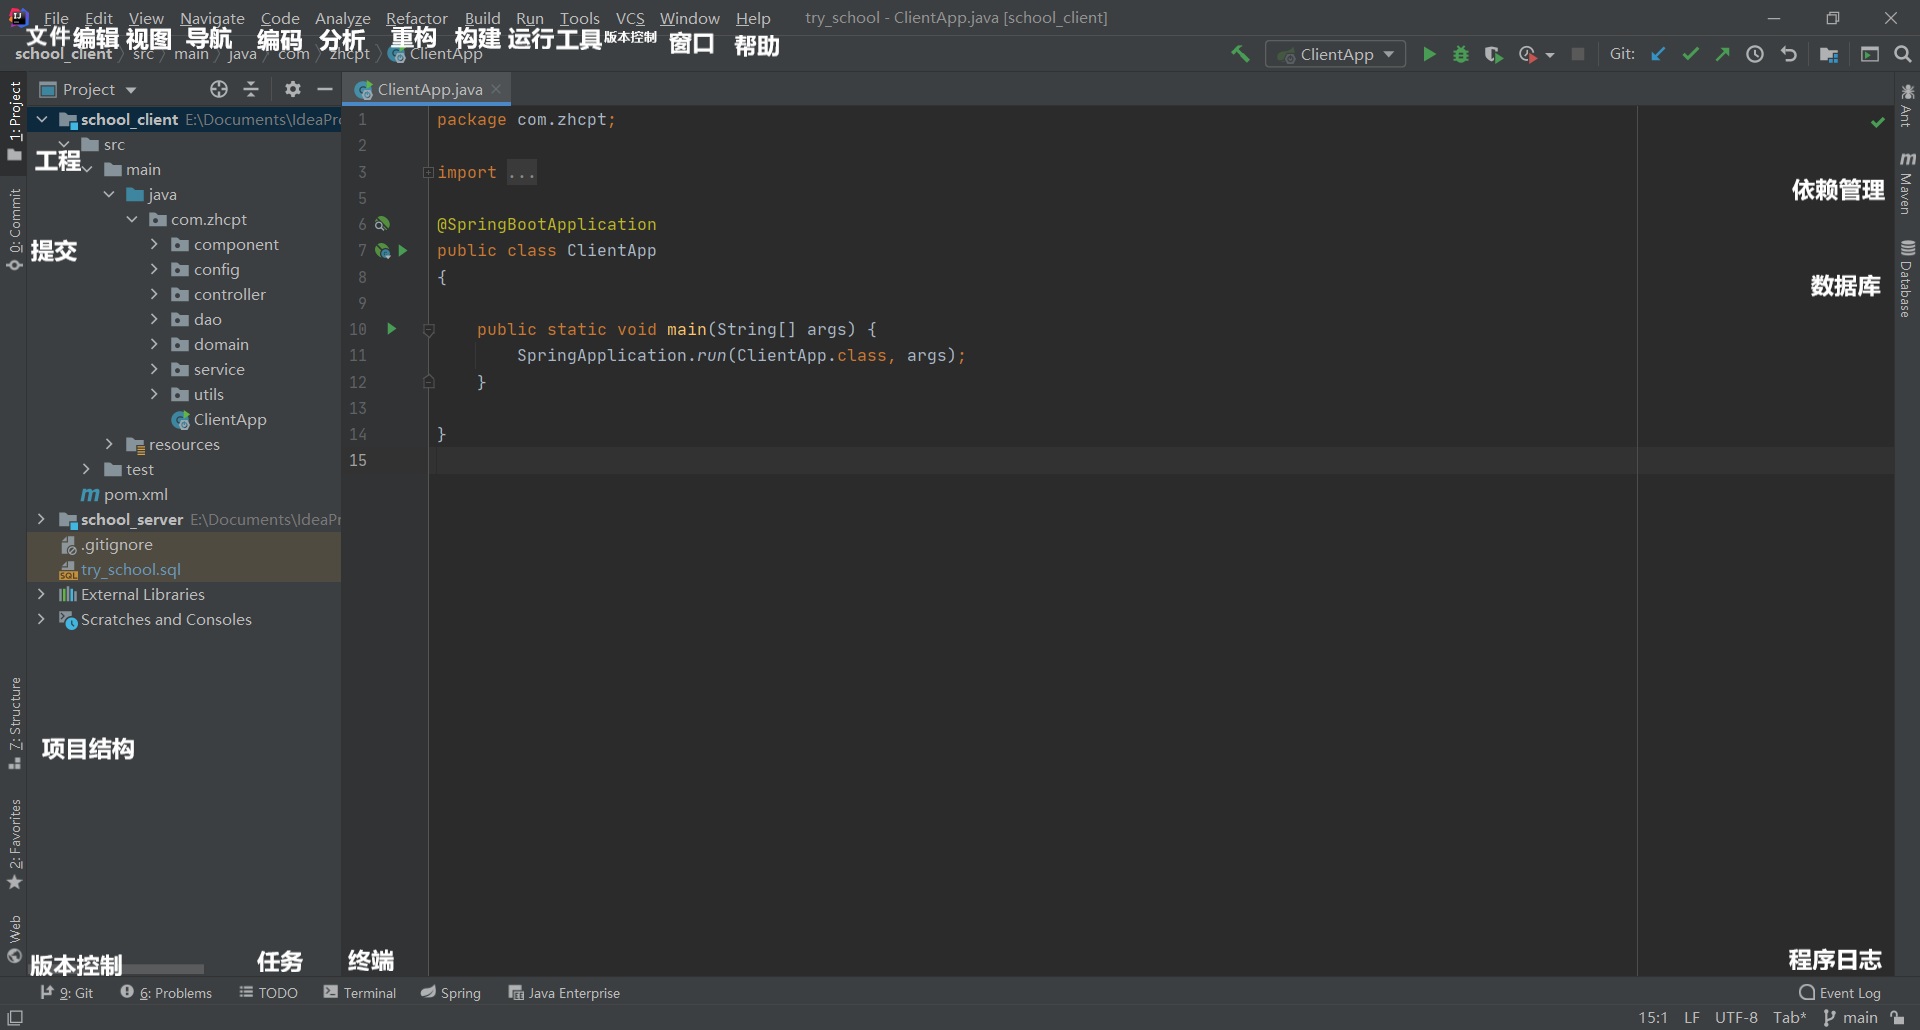 File Edit View Navigate Code Analyze Refactor Build Run Tools VCS Window Help try_school - ClientApp.java [school_client]
文件 编辑 视图 导航 编码 分析 重构 构建 运行 工具 版本控制 窗口 帮助
school_client src main java com zhcpt ClientApp
ClientApp Git:
1: Project
0: Commit
7: Structure
2: Favorites
Web
Project
school_client E:\Documents\IdeaPro
src
工程
main
java
com.zhcpt
component
提交
config
controller
dao
domain
service
utils
ClientApp
resources
test
pom.xml
school_server E:\Documents\IdeaPr
.gitignore
try_school.sql
External Libraries
Scratches and Consoles
项目结构
ClientApp.java
1 package com.zhcpt;
2
3 import ...
5
6 @SpringBootApplication
7 public class ClientApp
8 {
9
10 public static void main(String[] args) {
11 SpringApplication.run(ClientApp.class, args);
12 }
13
14 }
15
Ant
Maven
依赖管理
Database
数据库
版本控制 任务 终端 程序日志
9: Git 6: Problems TODO Terminal Spring Java Enterprise Event Log
15:1 LF UTF-8 Tab* main